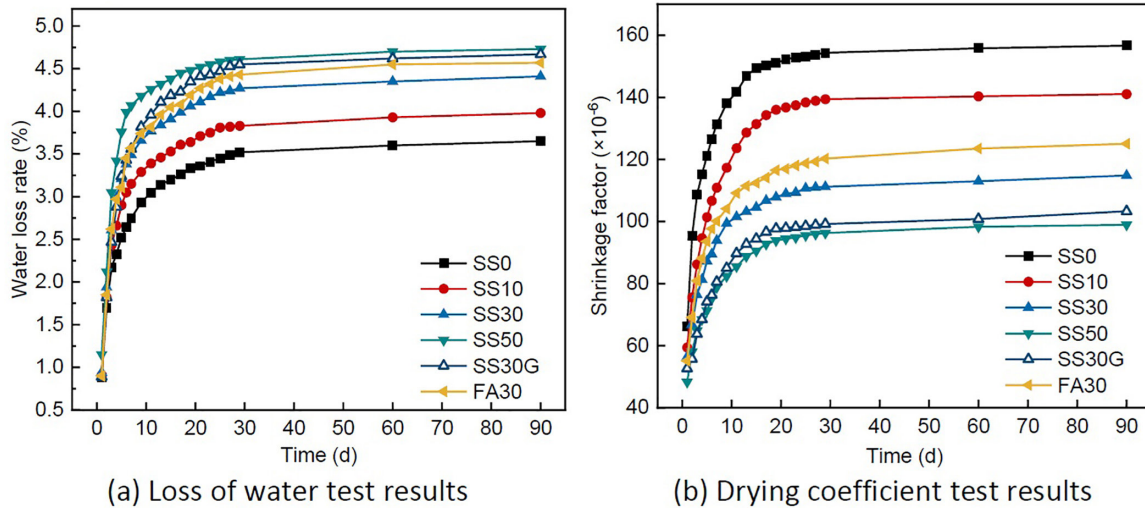 5.0
4.5
4.0
3.5
3.0
2.5
2.0
1.5
1.0
0.5
Water loss rate (%)
SS0
SS10
SS30
SS50
SS30G
FA30
0 10 20 30 40 50 60 70 80 90
Time (d)
(a) Loss of water test results
160
140
120
100
80
60
40
Shrinkage factor (×10⁻⁶)
SS0
SS10
SS30
SS50
SS30G
FA30
0 10 20 30 40 50 60 70 80 90
Time (d)
(b) Drying coefficient test results